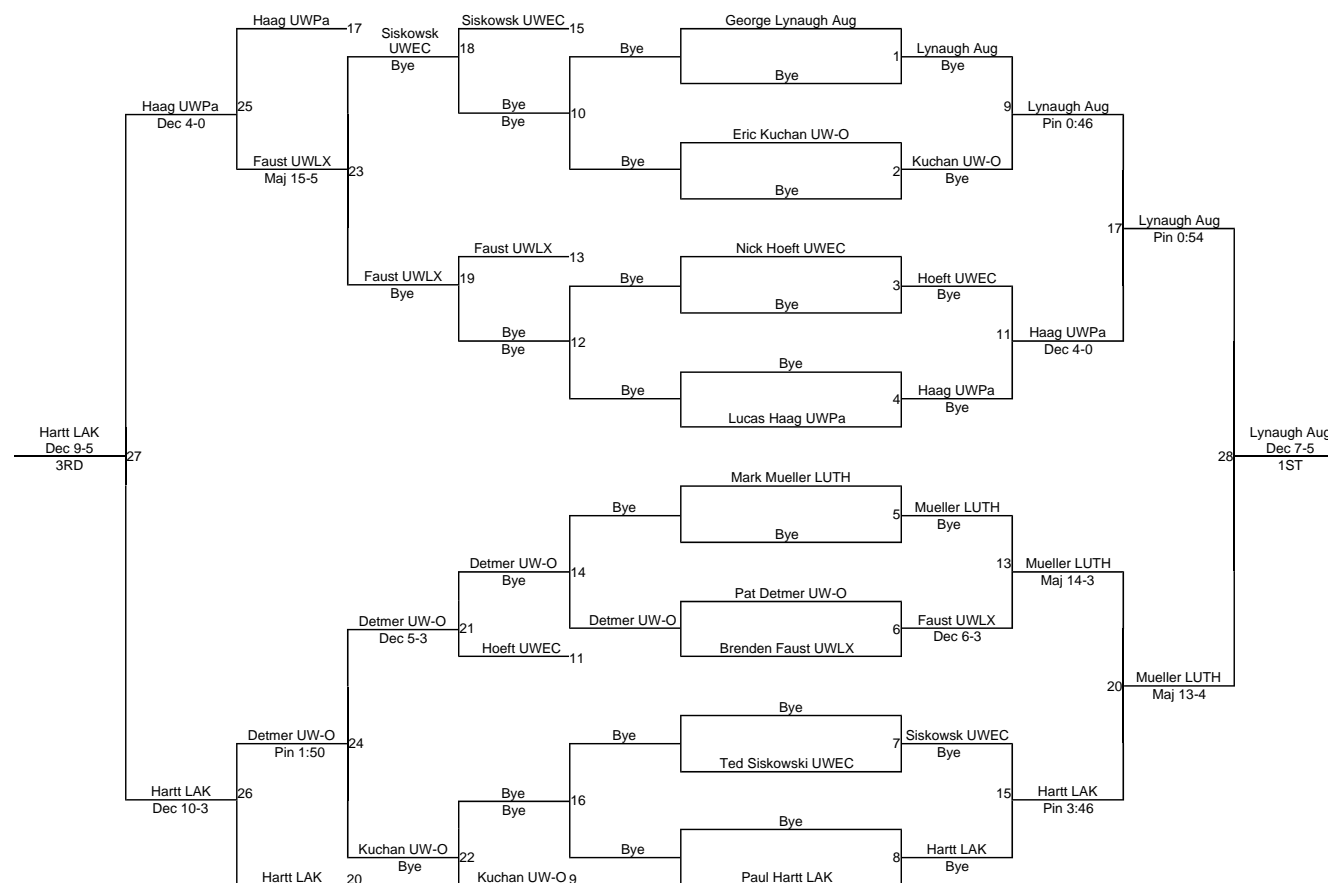 Haag UWPa
17
Siskowsk UWEC
15
George Lynaugh Aug
Siskowsk
UWEC
18
Bye
1
Lynaugh Aug
Bye
Bye
Bye
Haag UWPa
25
Bye
10
9
Lynaugh Aug
Dec 4-0
Bye
Pin 0:46
Eric Kuchan UW-O
Faust UWLX
23
Bye
2
Kuchan UW-O
Maj 15-5
Bye
Bye
17
Lynaugh Aug
Pin 0:54
Faust UWLX
13
Nick Hoeft UWEC
Faust UWLX
19
Bye
3
Hoeft UWEC
Bye
Bye
Bye
Bye
12
11
Haag UWPa
Bye
Dec 4-0
Bye
Bye
4
Haag UWPa
Lucas Haag UWPa
Bye
Hartt LAK
Dec 9-5
27
3RD
Lynaugh Aug
28
Dec 7-5
1ST
Mark Mueller LUTH
Bye
5
Mueller LUTH
Bye
Bye
Detmer UW-O
14
13
Mueller LUTH
Bye
Maj 14-3
Pat Detmer UW-O
Detmer UW-O
21
Detmer UW-O
6
Faust UWLX
Dec 5-3
Dec 6-3
Hoeft UWEC
11
Brenden Faust UWLX
20
Mueller LUTH
Maj 13-4
Bye
Detmer UW-O
24
Bye
7
Siskowsk UWEC
Pin 1:50
Bye
Ted Siskowski UWEC
Hartt LAK
26
Bye
16
15
Hartt LAK
Dec 10-3
Bye
Pin 3:46
Bye
Kuchan UW-O
22
Bye
8
Hartt LAK
Bye
Bye
Hartt LAK
20
Kuchan UW-O
9
Paul Hartt LAK